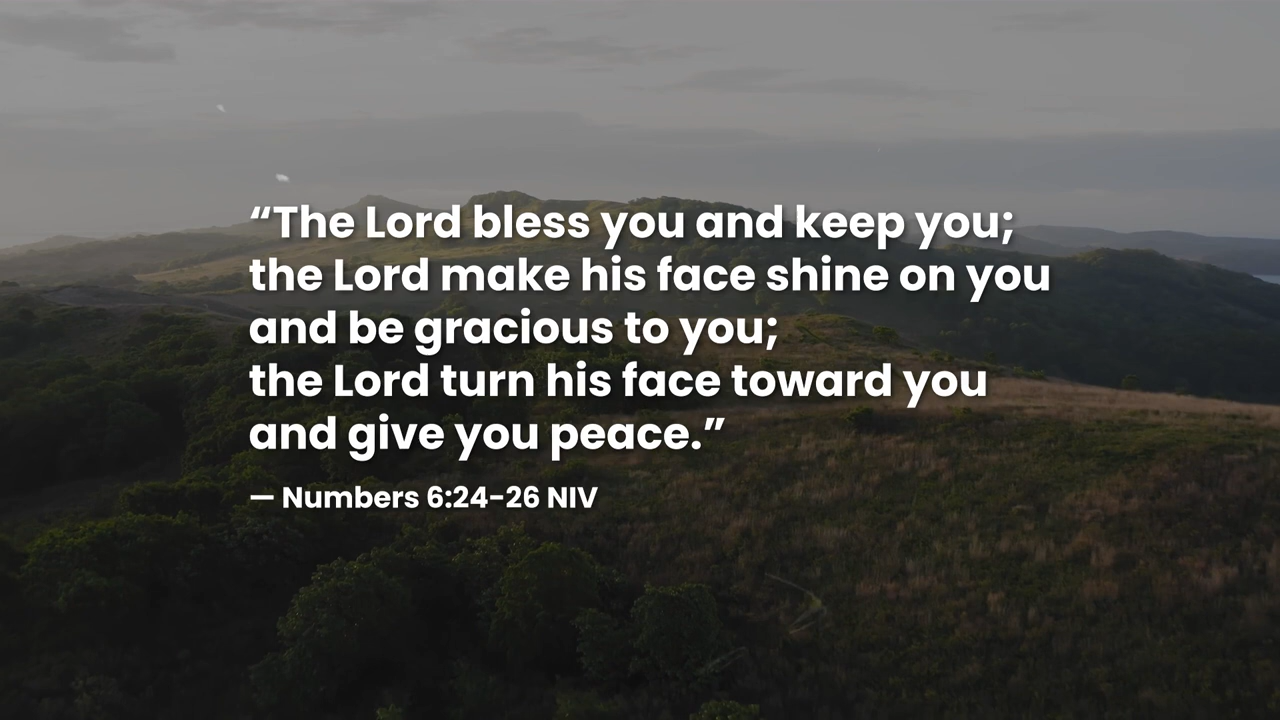 “The Lord bless you and keep you;
the Lord make his face shine on you
and be gracious to you;
the Lord turn his face toward you
and give you peace.”
— Numbers 6:24-26 NIV